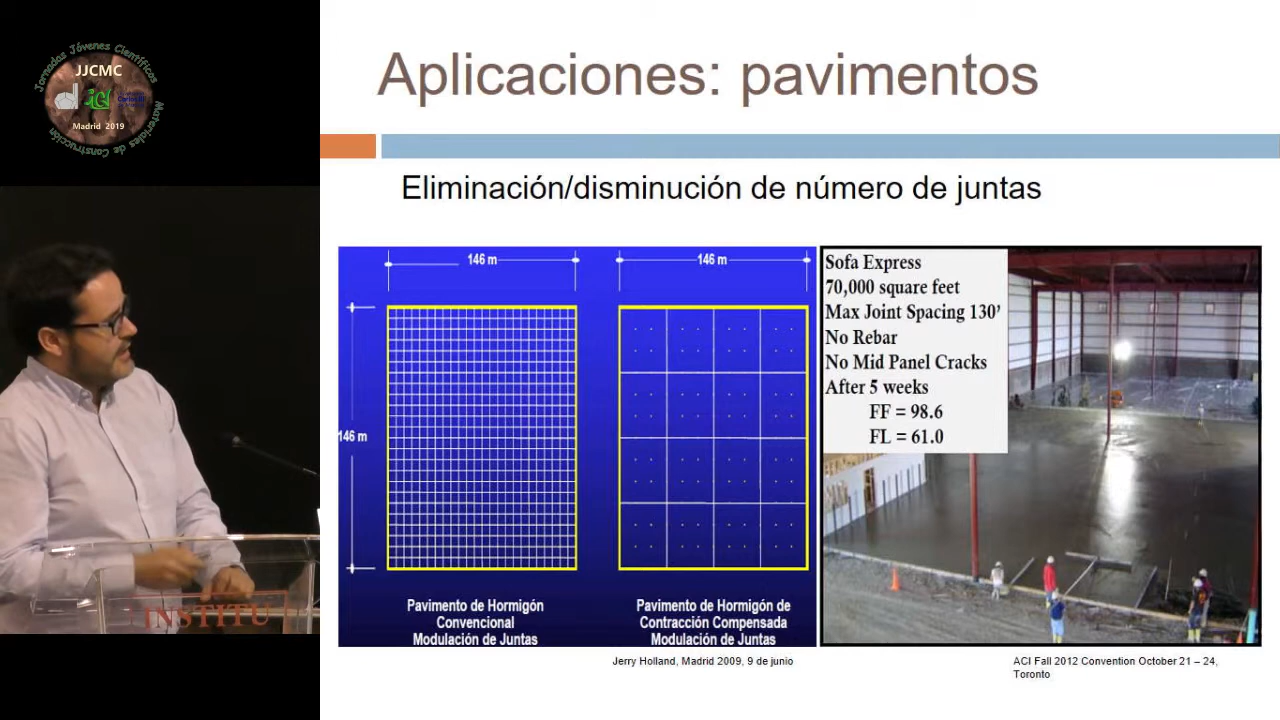 Jornadas Jóvenes Científicos
JJCMC
Madrid 2019
Materiales de Construcción
INSTITU
Aplicaciones: pavimentos
Eliminación/disminución de número de juntas
146 m
146 m
146 m
Pavimento de Hormigón
Convencional
Modulación de Juntas
Pavimento de Hormigón de
Contracción Compensada
Modulación de Juntas
Sofa Express
70,000 square feet
Max Joint Spacing 130’
No Rebar
No Mid Panel Cracks
After 5 weeks
FF = 98.6
FL = 61.0
Jerry Holland, Madrid 2009, 9 de junio
ACI Fall 2012 Convention October 21 – 24,
Toronto